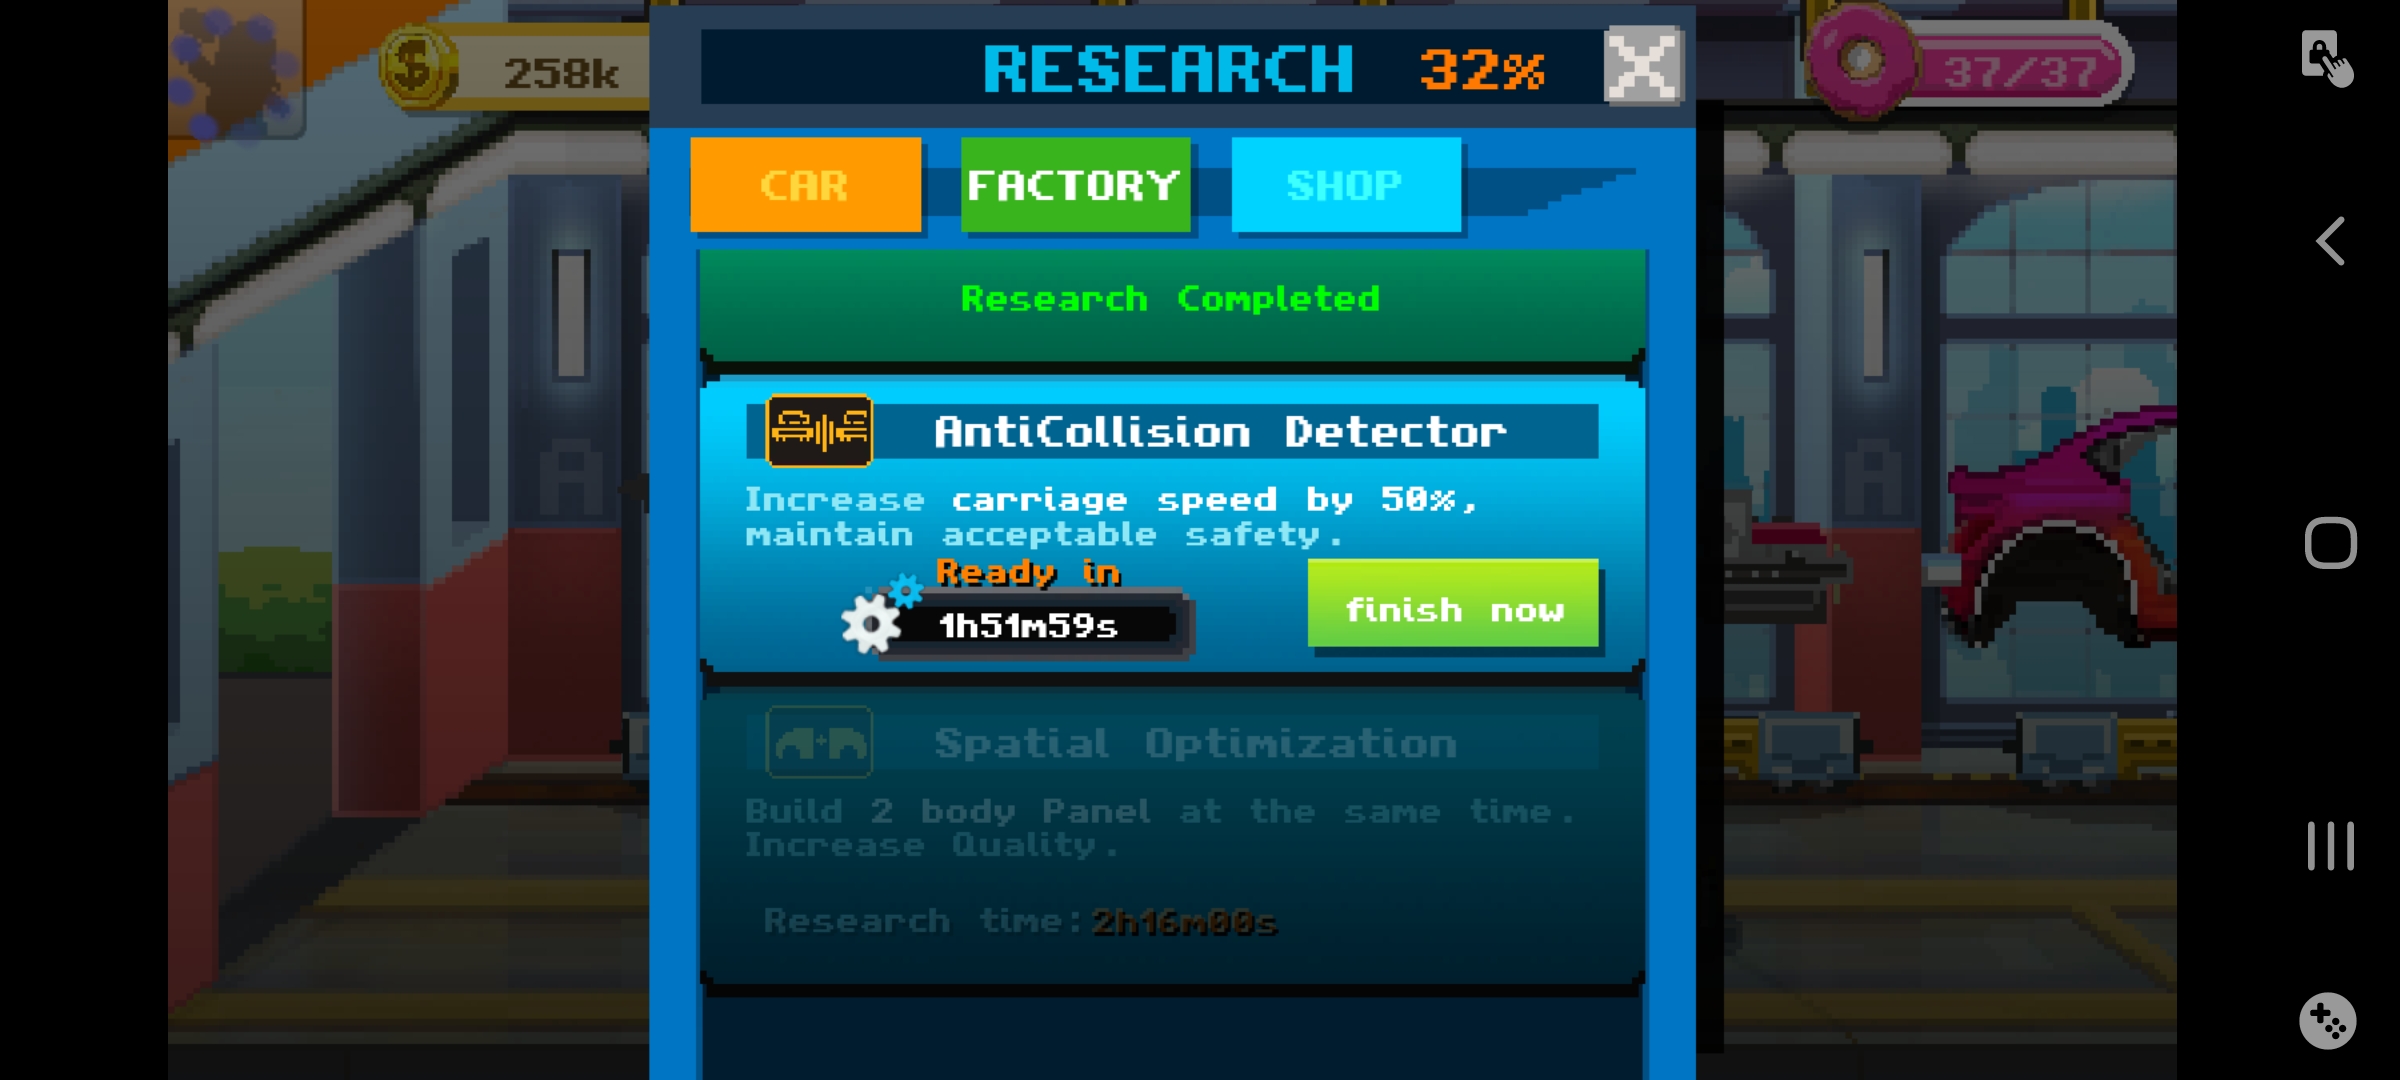 258k
RESEARCH 32%
37/37
CAR FACTORY SHOP
Research Completed
AntiCollision Detector
Increase carriage speed by 50%,
maintain acceptable safety.
Ready in
1h51m59s
finish now
Spatial Optimization
Build 2 body Panel at the same time.
Increase Quality.
Research time:2h16m00s
A
A